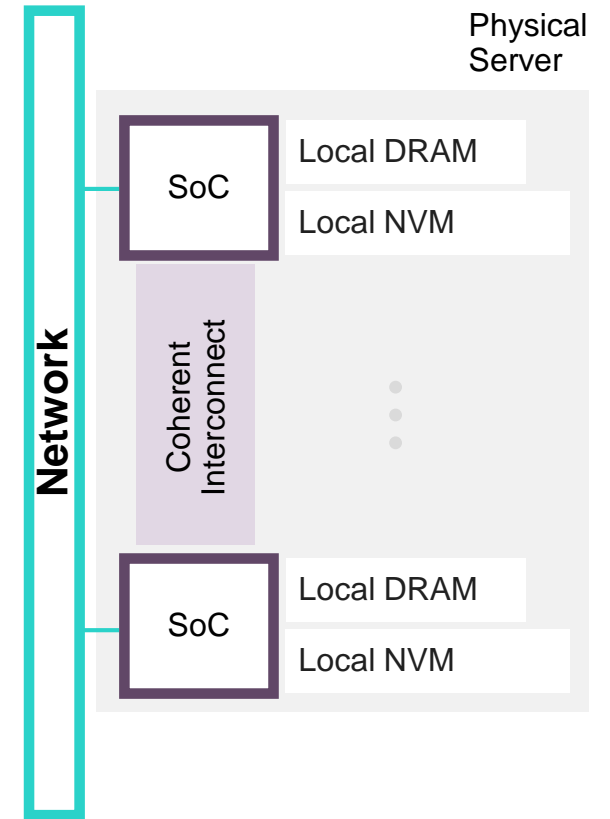 Physical
Server
SoC
Local DRAM
Local NVM
Network
Coherent
Interconnect
SoC
Local DRAM
Local NVM